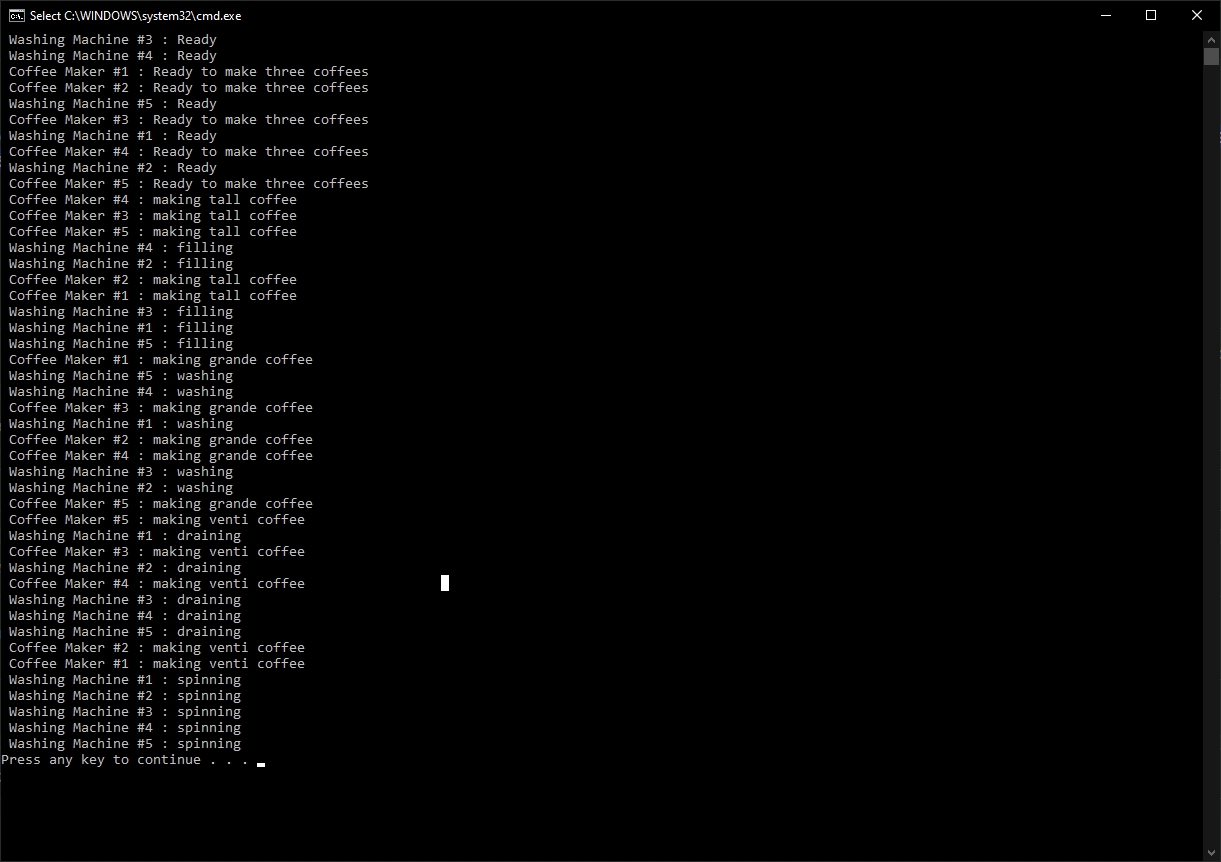 Select C:\WINDOWS\system32\cmd.exe
Washing Machine #3 : Ready
Washing Machine #4 : Ready
Coffee Maker #1 : Ready to make three coffees
Coffee Maker #2 : Ready to make three coffees
Washing Machine #5 : Ready
Coffee Maker #3 : Ready to make three coffees
Washing Machine #1 : Ready
Coffee Maker #4 : Ready to make three coffees
Washing Machine #2 : Ready
Coffee Maker #5 : Ready to make three coffees
Coffee Maker #4 : making tall coffee
Coffee Maker #3 : making tall coffee
Coffee Maker #5 : making tall coffee
Washing Machine #4 : filling
Washing Machine #2 : filling
Coffee Maker #2 : making tall coffee
Coffee Maker #1 : making tall coffee
Washing Machine #3 : filling
Washing Machine #1 : filling
Washing Machine #5 : filling
Coffee Maker #1 : making grande coffee
Washing Machine #5 : washing
Washing Machine #4 : washing
Coffee Maker #3 : making grande coffee
Washing Machine #1 : washing
Coffee Maker #2 : making grande coffee
Coffee Maker #4 : making grande coffee
Washing Machine #3 : washing
Washing Machine #2 : washing
Coffee Maker #5 : making grande coffee
Coffee Maker #5 : making venti coffee
Washing Machine #1 : draining
Coffee Maker #3 : making venti coffee
Washing Machine #2 : draining
Coffee Maker #4 : making venti coffee
Washing Machine #3 : draining
Washing Machine #4 : draining
Washing Machine #5 : draining
Coffee Maker #2 : making venti coffee
Coffee Maker #1 : making venti coffee
Washing Machine #1 : spinning
Washing Machine #2 : spinning
Washing Machine #3 : spinning
Washing Machine #4 : spinning
Washing Machine #5 : spinning
Press any key to continue . . .